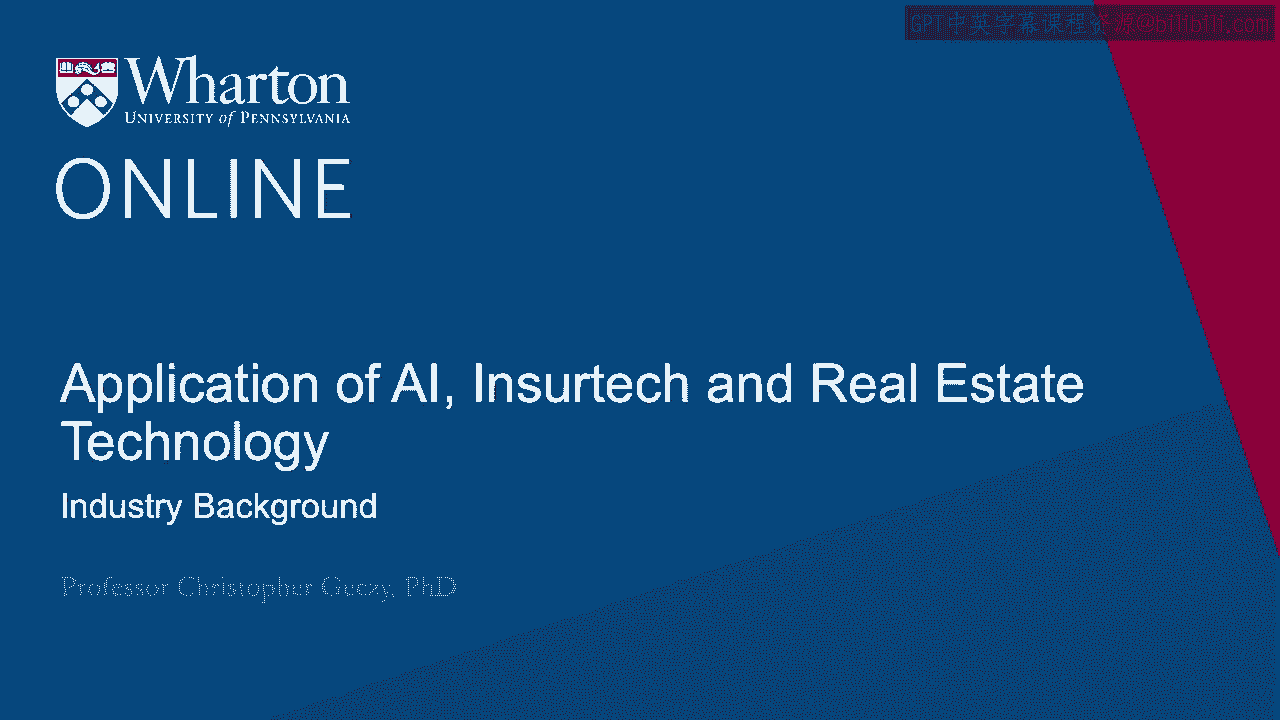 GPT中英字幕课程资源@bilibili.com
Wharton
UNIVERSITY of PENNSYLVANIA
ONLINE
Application of AI, Insurtech and Real Estate
Technology
Industry Background
Professor Christopher Geczy, PhD